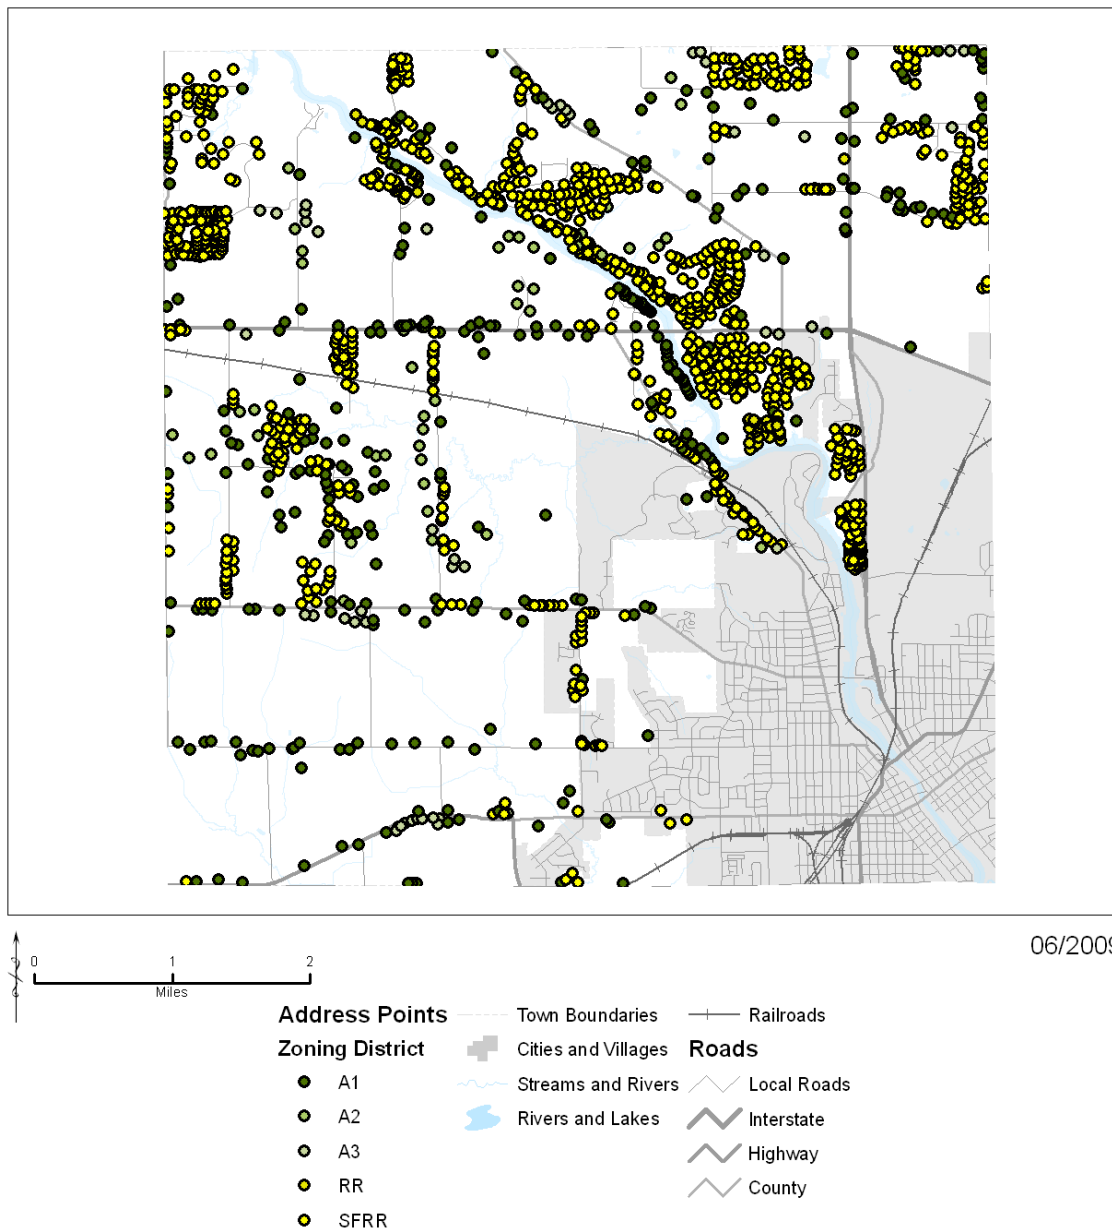 06/2009
0 1 2
Miles
Address Points
Zoning District
A1
A2
A3
RR
SFRR
Town Boundaries
Cities and Villages
Streams and Rivers
Rivers and Lakes
Railroads
Roads
Local Roads
Interstate
Highway
County